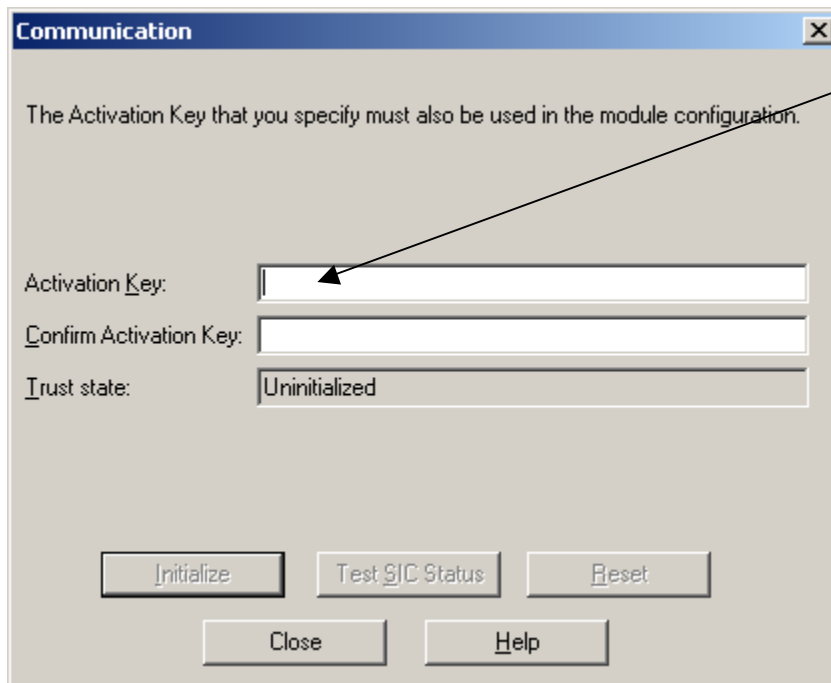 Communication
The Activation Key that you specify must also be used in the module configuration.
Activation Key:
Confirm Activation Key:
Trust state: Uninitialized
Initialize Test SIC Status Reset
Close Help